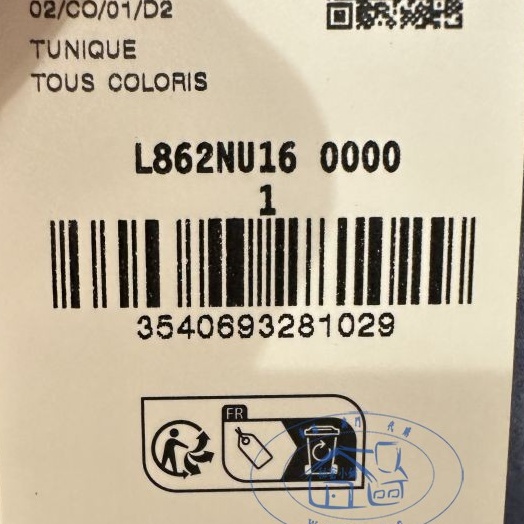 02/CO/01/D2
TUNIQUE
TOUS COLORIS
L862NU16 0000
1
3540693281029
FR